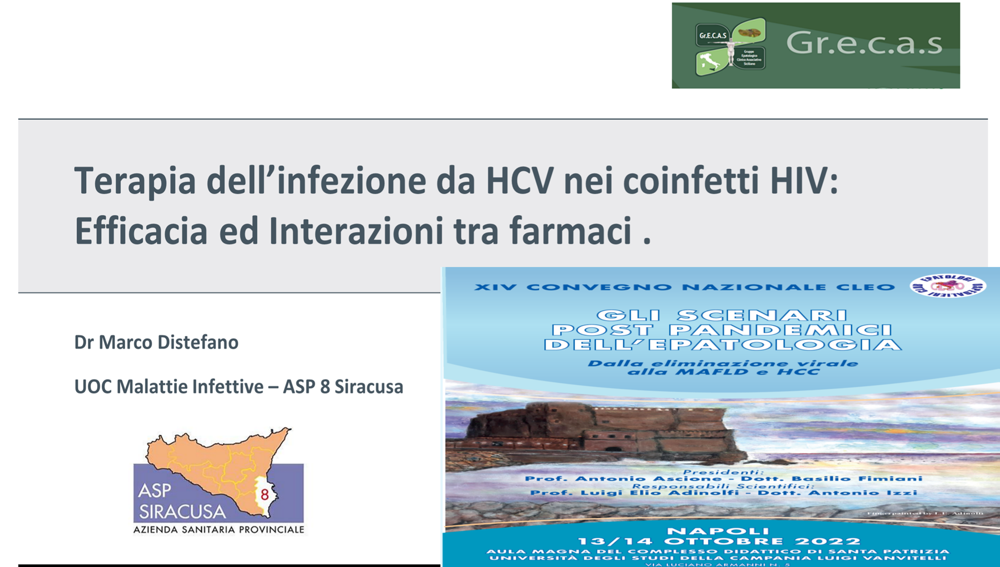 Gr.E.C.A.S
Gruppo
Epatologico
Clinico Associativo
Siciliano
Gr.e.c.a.s
Terapia dell’infezione da HCV nei coinfetti HIV:
Efficacia ed Interazioni tra farmaci .
Dr Marco Distefano
UOC Malattie Infettive – ASP 8 Siracusa
8
ASP
SIRACUSA
AZIENDA SANITARIA PROVINCIALE
XIV CONVEGNO NAZIONALE CLEO
CLUB EPATOLOGI OSPEDALIERI
CLEO
GLI SCENARI
POST PANDEMICI
DELL’EPATOLOGIA
Dalla eliminazione virale
alla MAFLD e HCC
Presidenti:
Prof. Antonio Ascione - Dott. Basilio Fimiani
Responsabili Scientifici:
Prof. Luigi Elio Adinolfi - Dott. Antonio Izzi
Fingerpainted by L.E. Adinolfi
NAPOLI
13/14 OTTOBRE 2022
AULA MAGNA DEL COMPLESSO DIDATTICO DI SANTA PATRIZIA
UNIVERSITÀ DEGLI STUDI DELLA CAMPANIA LUIGI VANVITELLI
VIA LUCIANO ARMANNI N. 5